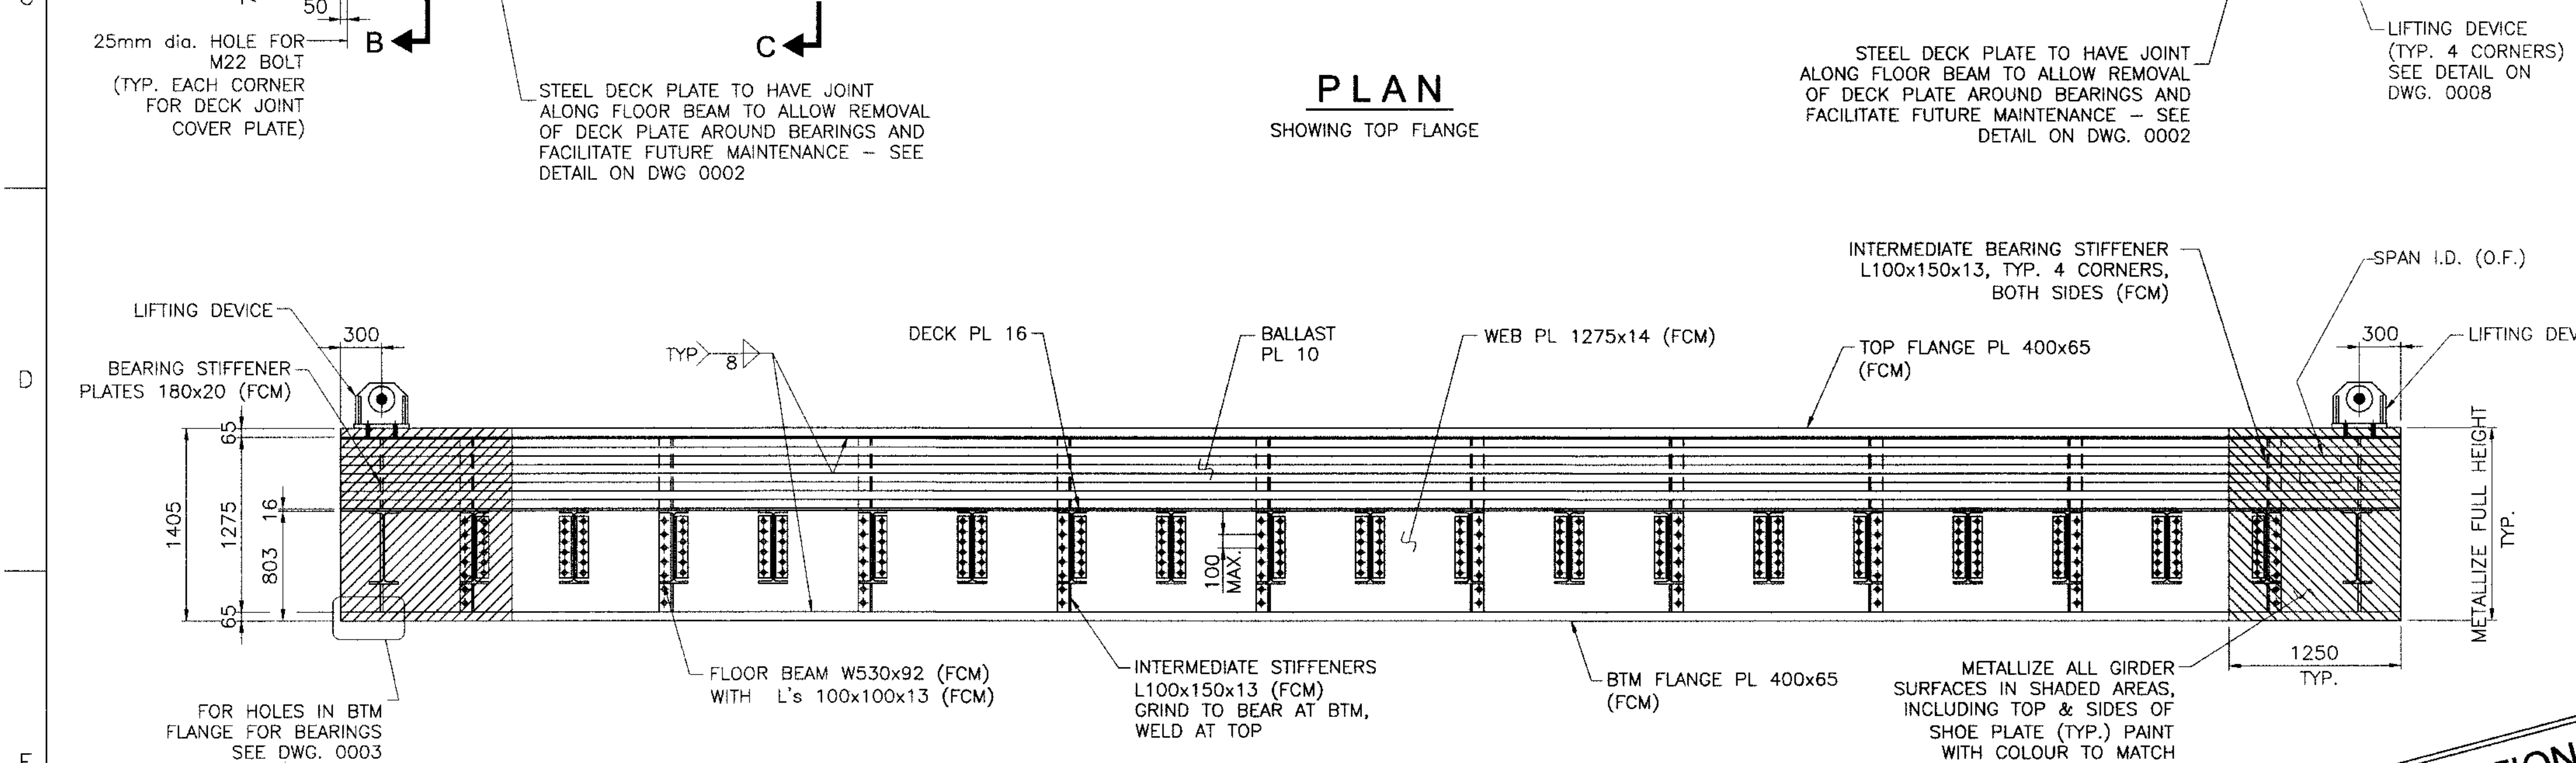 C
50
25mm dia. HOLE FOR
M22 BOLT
(TYP. EACH CORNER
FOR DECK JOINT
COVER PLATE)
B
C
STEEL DECK PLATE TO HAVE JOINT
ALONG FLOOR BEAM TO ALLOW REMOVAL
OF DECK PLATE AROUND BEARINGS AND
FACILITATE FUTURE MAINTENANCE – SEE
DETAIL ON DWG 0002
PLAN
SHOWING TOP FLANGE
STEEL DECK PLATE TO HAVE JOINT
ALONG FLOOR BEAM TO ALLOW REMOVAL
OF DECK PLATE AROUND BEARINGS AND
FACILITATE FUTURE MAINTENANCE – SEE
DETAIL ON DWG. 0002
LIFTING DEVICE
(TYP. 4 CORNERS)
SEE DETAIL ON
DWG. 0008
D
LIFTING DEVICE
300
BEARING STIFFENER
PLATES 180x20 (FCM)
TYP
8
DECK PL 16
BALLAST
PL 10
WEB PL 1275x14 (FCM)
TOP FLANGE PL 400x65
(FCM)
INTERMEDIATE BEARING STIFFENER
L100x150x13, TYP. 4 CORNERS,
BOTH SIDES (FCM)
SPAN I.D. (O.F.)
300
LIFTING DEV
1405
65
1275
65
16
803
100
MAX.
METALLIZE FULL HEIGHT
TYP.
1250
TYP.
FOR HOLES IN BTM
FLANGE FOR BEARINGS
SEE DWG. 0003
FLOOR BEAM W530x92 (FCM)
WITH L's 100x100x13 (FCM)
INTERMEDIATE STIFFENERS
L100x150x13 (FCM)
GRIND TO BEAR AT BTM,
WELD AT TOP
BTM FLANGE PL 400x65
(FCM)
METALLIZE ALL GIRDER
SURFACES IN SHADED AREAS,
INCLUDING TOP & SIDES OF
SHOE PLATE (TYP.) PAINT
WITH COLOUR TO MATCH
TION